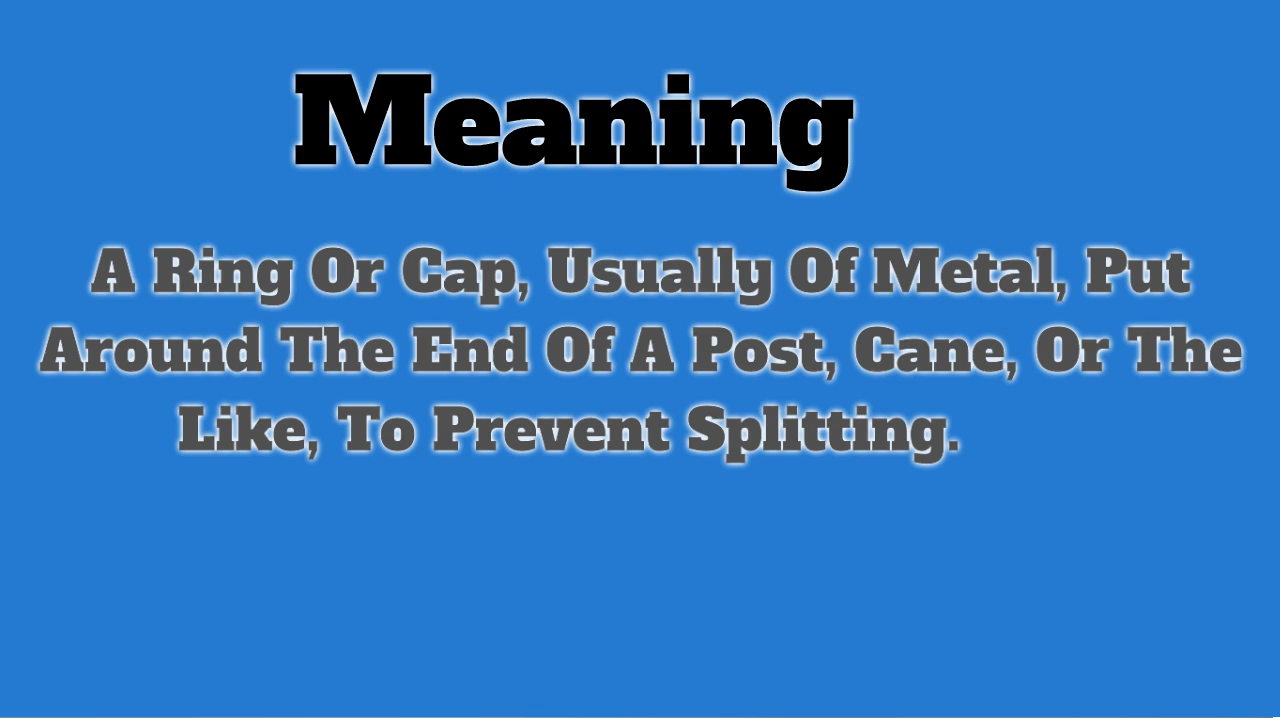 Meaning
A Ring Or Cap, Usually Of Metal, Put
Around The End Of A Post, Cane, Or The
Like, To Prevent Splitting.